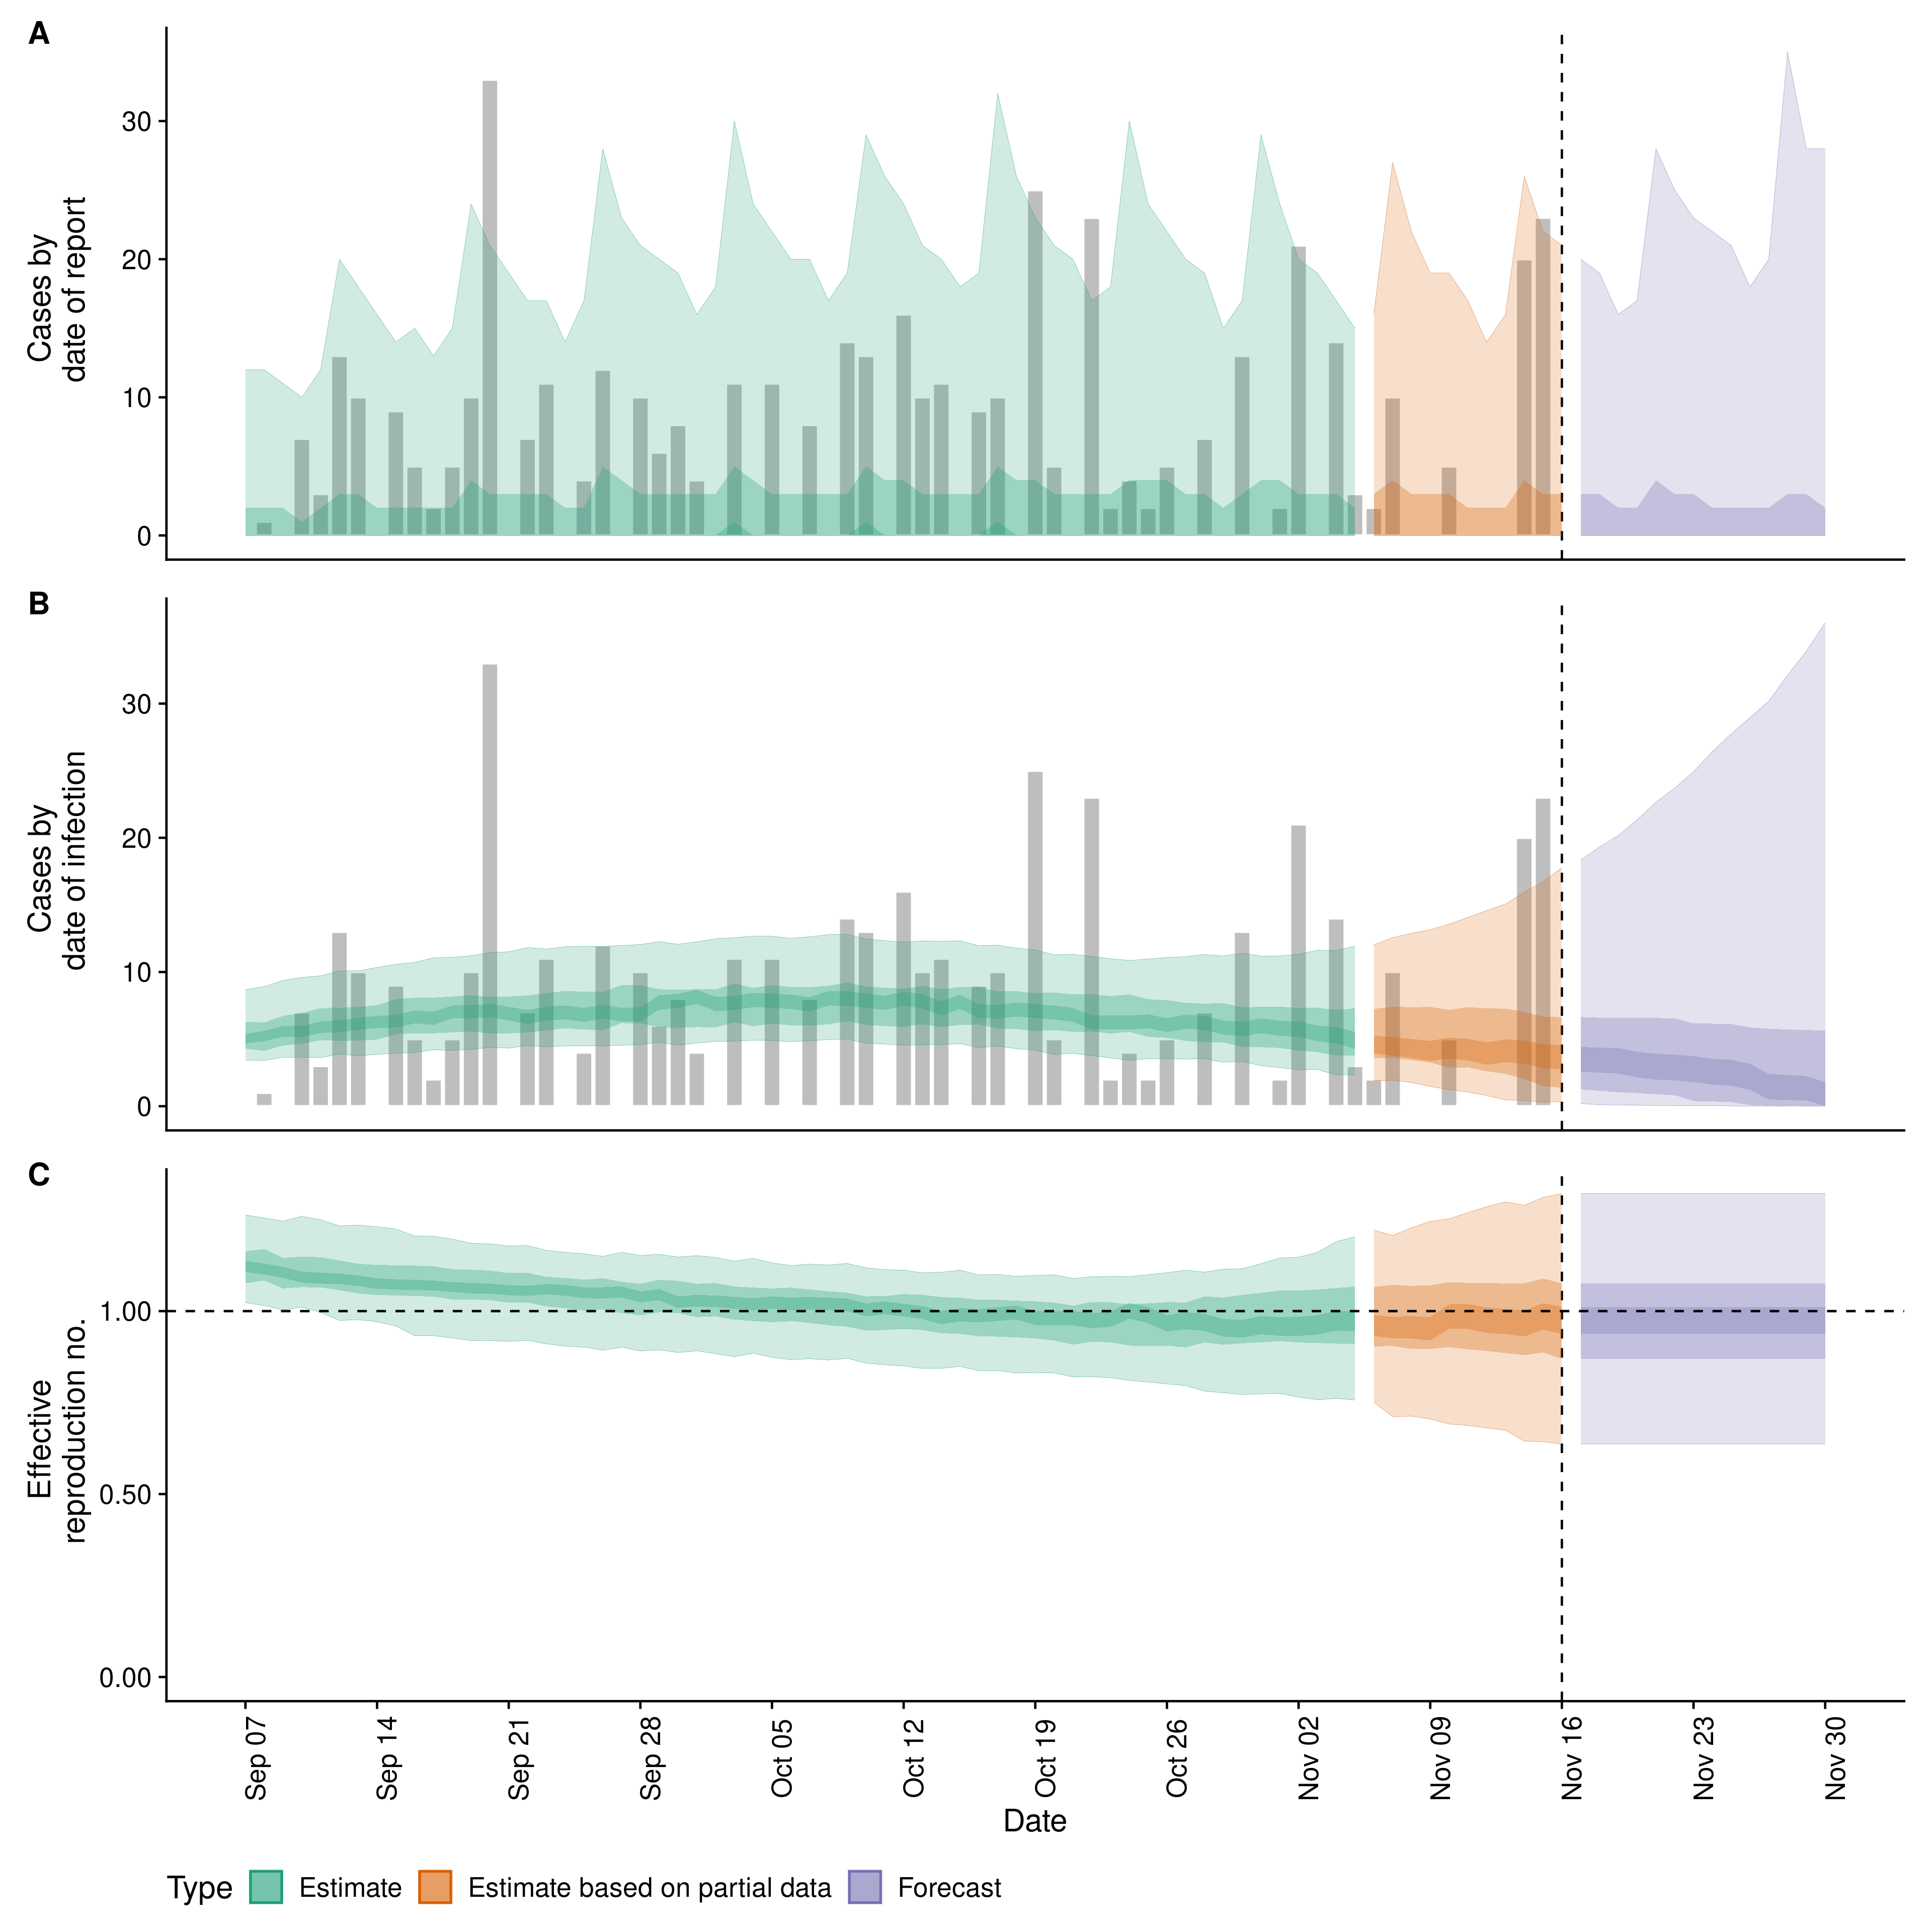 A
Cases by
date of report
30
20
10
0
B
Cases by
date of infection
30
20
10
0
C
Effective
reproduction no.
1.00
0.50
0.00
Sep 07
Sep 14
Sep 21
Sep 28
Oct 05
Oct 12
Oct 19
Oct 26
Nov 02
Nov 09
Nov 16
Nov 23
Nov 30
Date
Type Estimate Estimate based on partial data Forecast